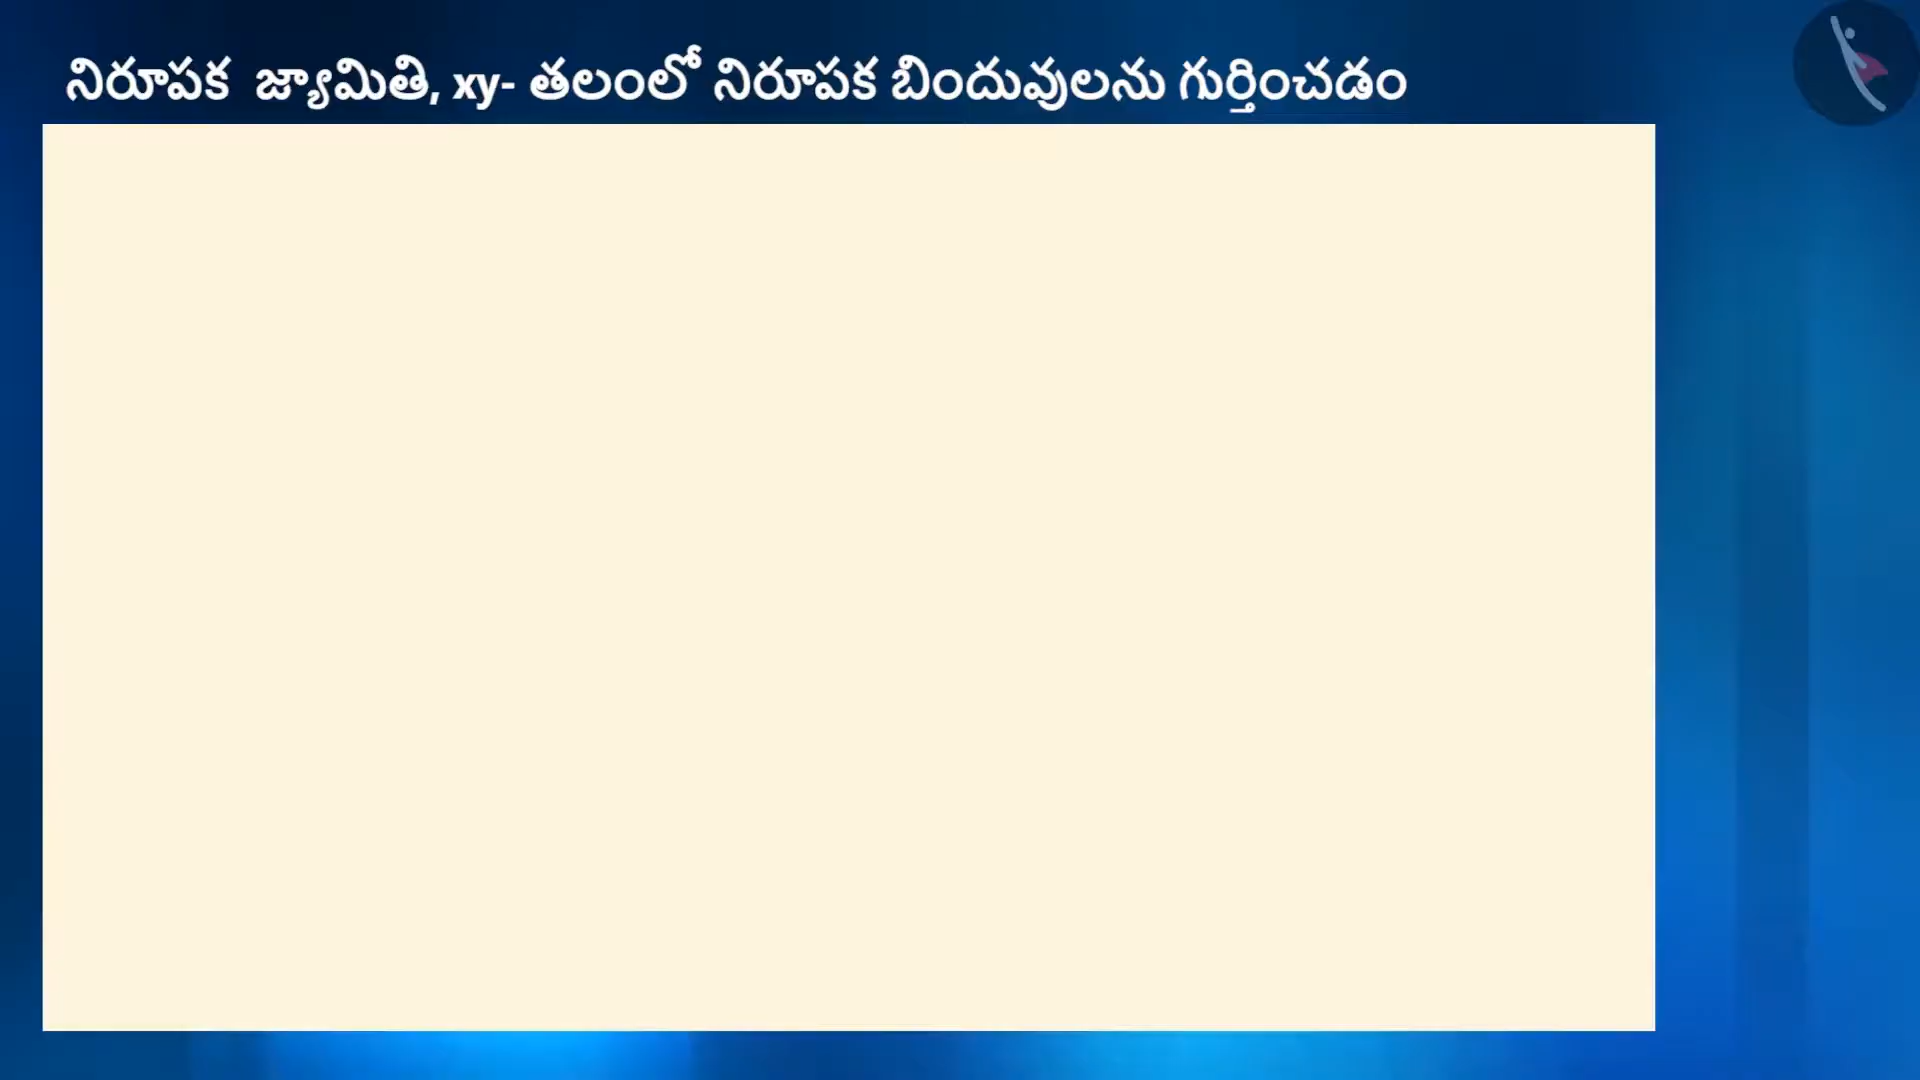 నిరూపక జ్యామితి, xy- తలంలో నిరూపక బిందువులను గుర్తించడం